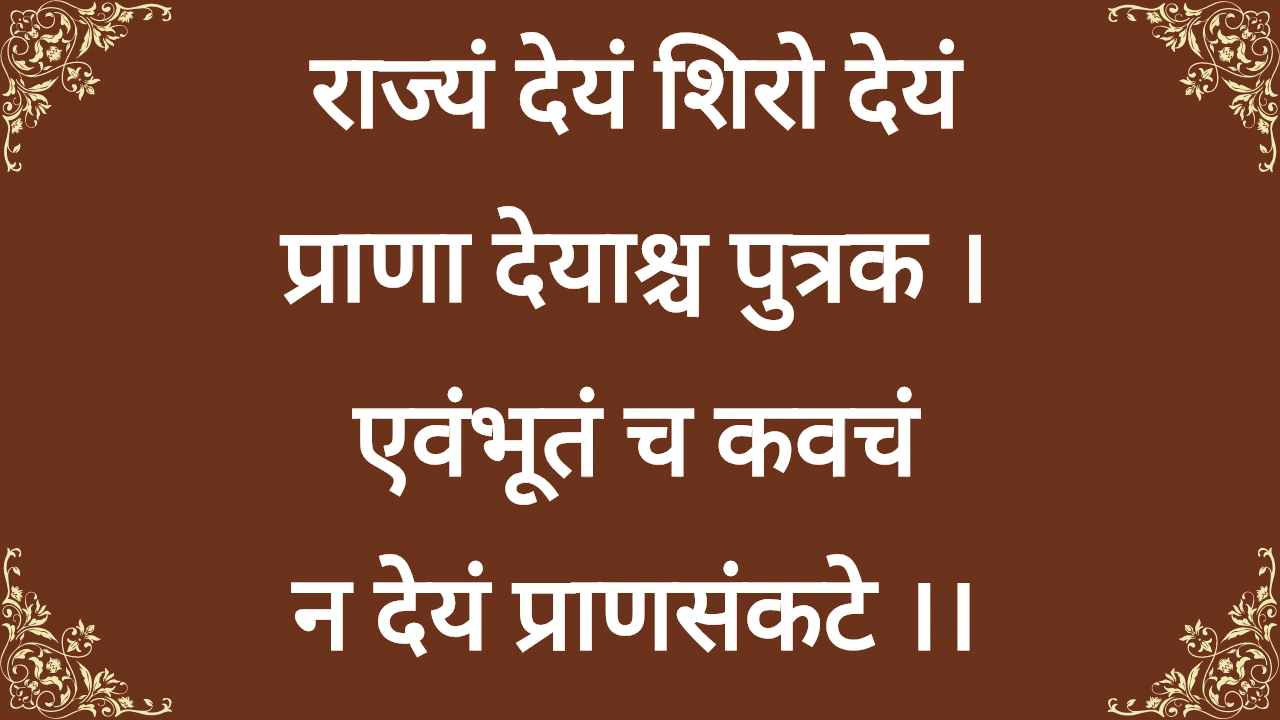 राज्यं देयं शिरो देयं
प्राणा देयाश्च पुत्रक ।
एवंभूतं च कवचं
न देयं प्राणसंकटे ।।